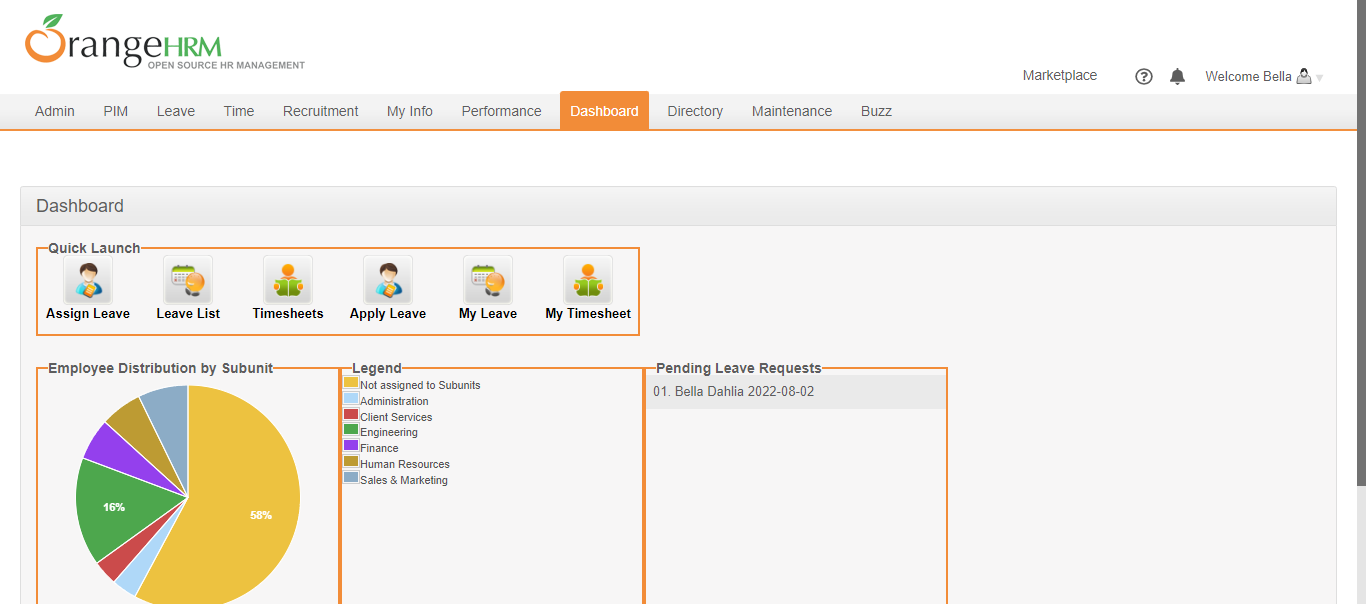 OrangeHRM
OPEN SOURCE HR MANAGEMENT
Marketplace ? Welcome Bella
Admin PIM Leave Time Recruitment My Info Performance Dashboard Directory Maintenance Buzz
Dashboard
Quick Launch
Assign Leave Leave List Timesheets Apply Leave My Leave My Timesheet
Employee Distribution by Subunit
16%
58%
Legend
Not assigned to Subunits
Administration
Client Services
Engineering
Finance
Human Resources
Sales & Marketing
Pending Leave Requests
01. Bella Dahlia 2022-08-02